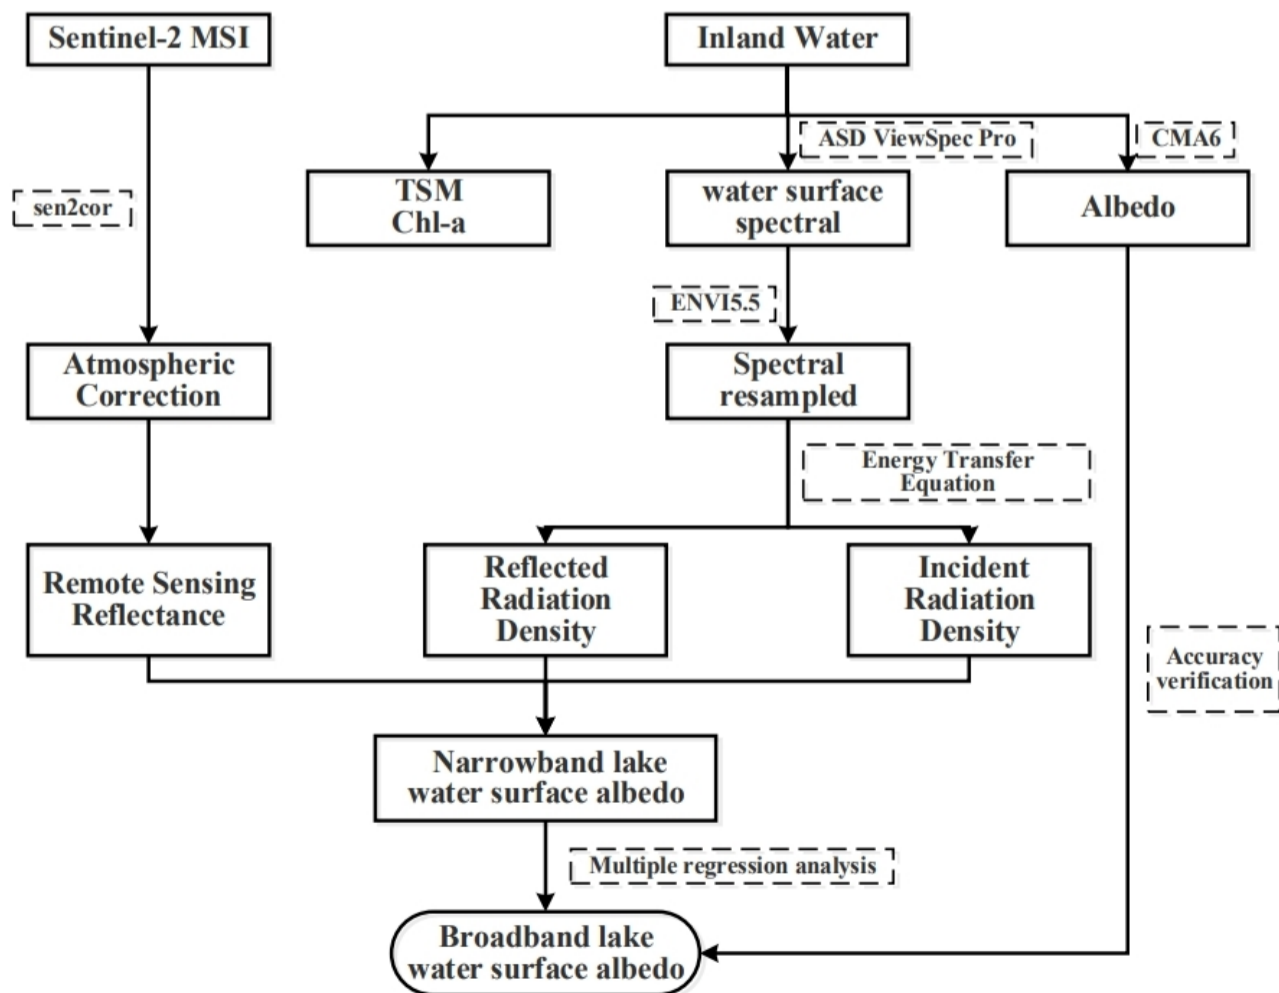 Sentinel-2 MSI
Inland Water
ASD ViewSpec Pro
CMA6
sen2cor
TSM
Chl-a
water surface
spectral
Albedo
ENVI5.5
Atmospheric
Correction
Spectral
resampled
Energy Transfer
Equation
Remote Sensing
Reflectance
Reflected
Radiation
Density
Incident
Radiation
Density
Accuracy
verification
Narrowband lake
water surface albedo
Multiple regression analysis
Broadband lake
water surface albedo